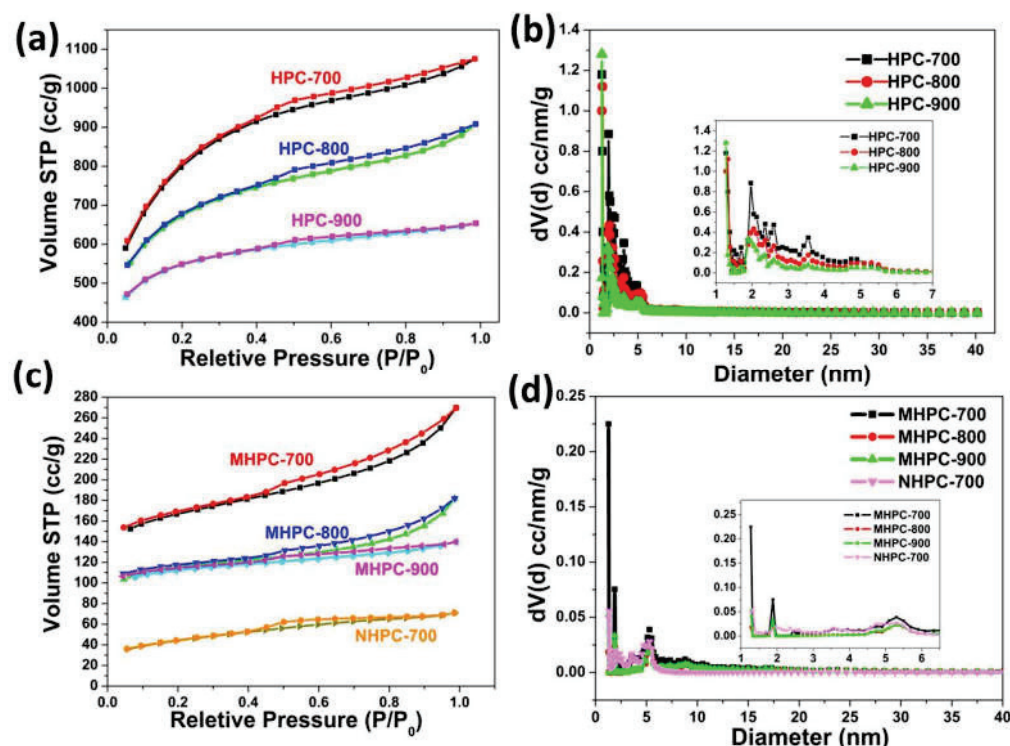 (a)
Volume STP (cc/g)
1100
1000
900
800
700
600
500
400
HPC-700
HPC-800
HPC-900
0.0 0.2 0.4 0.6 0.8 1.0
Reletive Pressure (P/P0)
(b)
dV(d) cc/nm/g
1.4
1.2
1.0
0.8
0.6
0.4
0.2
0.0
HPC-700
HPC-800
HPC-900
1.4
1.2
1.0
0.8
0.6
0.4
0.2
0.0
HPC-700
HPC-800
HPC-900
1 2 3 4 5 6 7
0 5 10 15 20 25 30 35 40
Diameter (nm)
(c)
Volume STP (cc/g)
280
260
240
220
200
180
160
140
120
100
80
60
40
20
0
MHPC-700
MHPC-800
MHPC-900
NHPC-700
0.0 0.2 0.4 0.6 0.8 1.0
Reletive Pressure (P/P0)
(d)
dV(d) cc/nm/g
0.25
0.20
0.15
0.10
0.05
0.00
MHPC-700
MHPC-800
MHPC-900
NHPC-700
0.25
0.20
0.15
0.10
0.05
0.00
MHPC-700
MHPC-800
MHPC-900
NHPC-700
1 2 3 4 5 6
0 5 10 15 20 25 30 35 40
Diameter (nm)